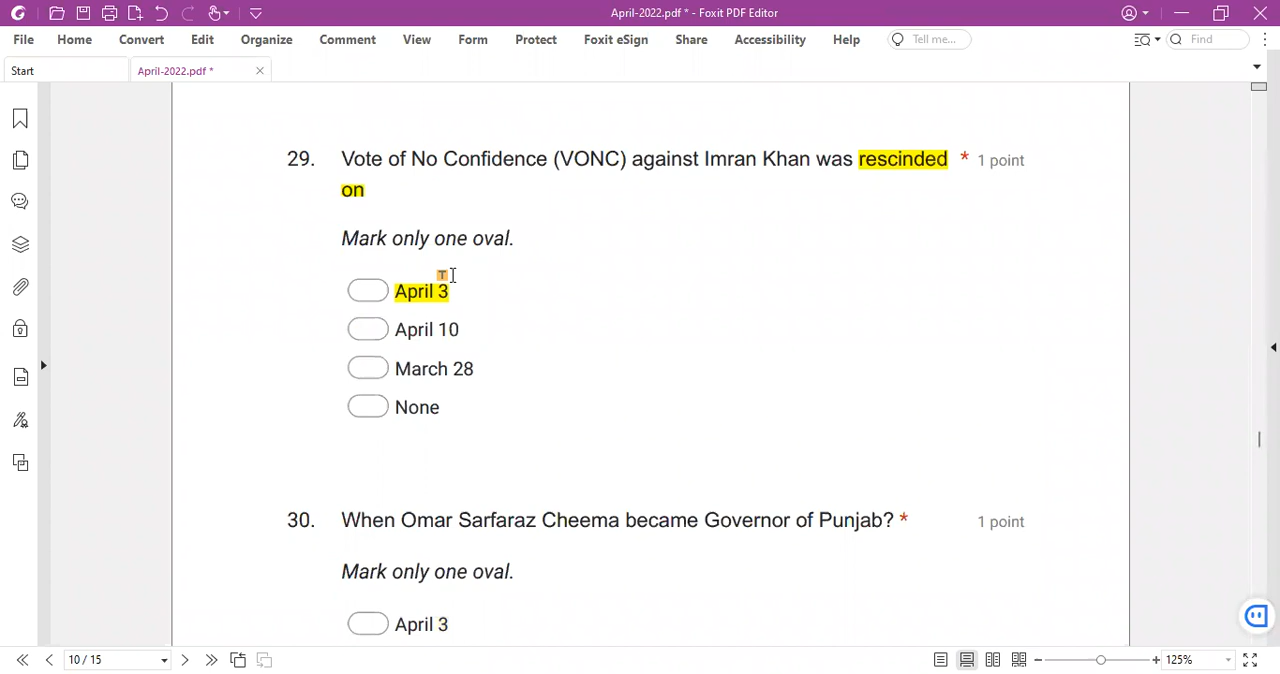 April-2022.pdf * - Foxit PDF Editor
File Home Convert Edit Organize Comment View Form Protect Foxit eSign Share Accessibility Help Tell me... Find
Start April-2022.pdf *
29. Vote of No Confidence (VONC) against Imran Khan was rescinded * 1 point
on
Mark only one oval.
T
April 3
April 10
March 28
None
30. When Omar Sarfaraz Cheema became Governor of Punjab? * 1 point
Mark only one oval.
April 3
10 / 15 125%